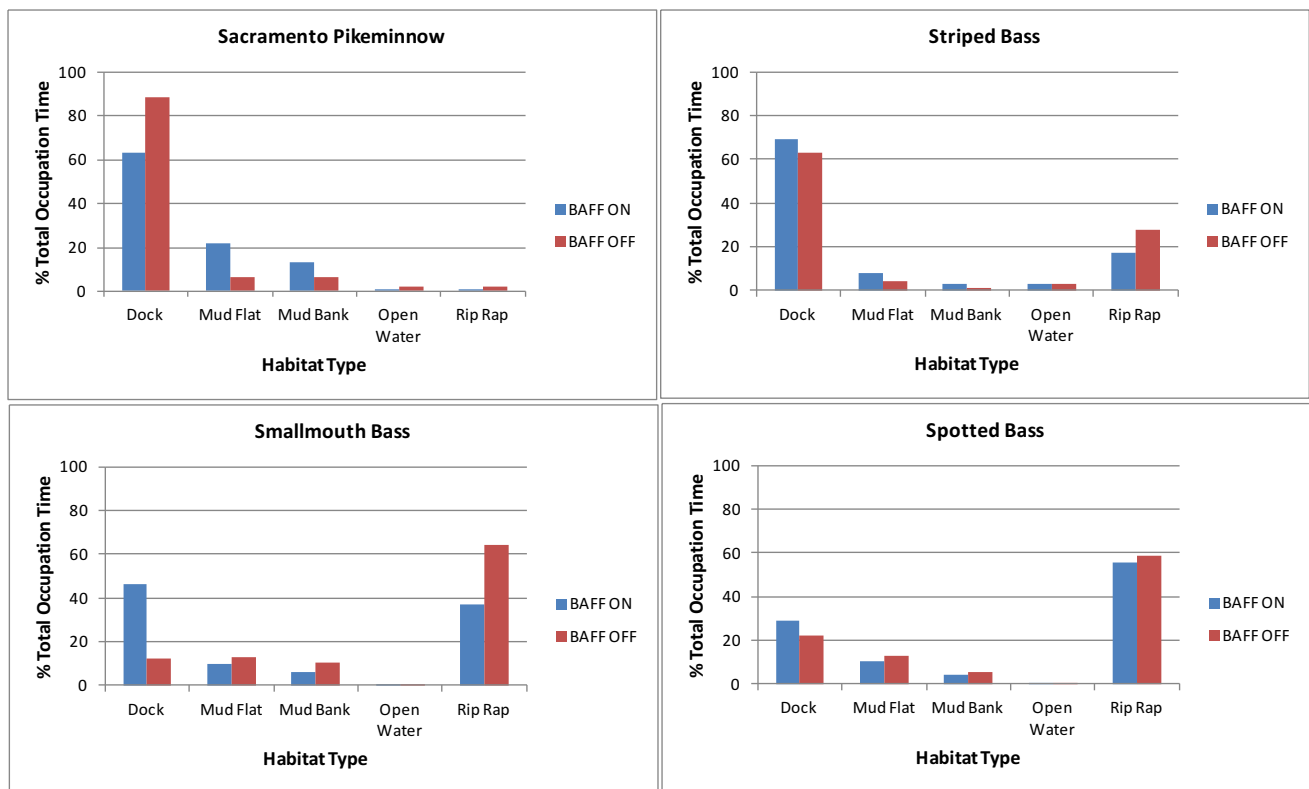 Sacramento Pikeminnow
% Total Occupation Time
100
80
60
40
20
0
Dock Mud Flat Mud Bank Open Water Rip Rap
Habitat Type
BAFF ON
BAFF OFF
Striped Bass
% Total Occupation Time
100
80
60
40
20
0
Dock Mud Flat Mud Bank Open Water Rip Rap
Habitat Type
BAFF ON
BAFF OFF
Smallmouth Bass
% Total Occupation Time
100
80
60
40
20
0
Dock Mud Flat Mud Bank Open Water Rip Rap
Habitat Type
BAFF ON
BAFF OFF
Spotted Bass
% Total Occupation Time
100
80
60
40
20
0
Dock Mud Flat Mud Bank Open Water Rip Rap
Habitat Type
BAFF ON
BAFF OFF